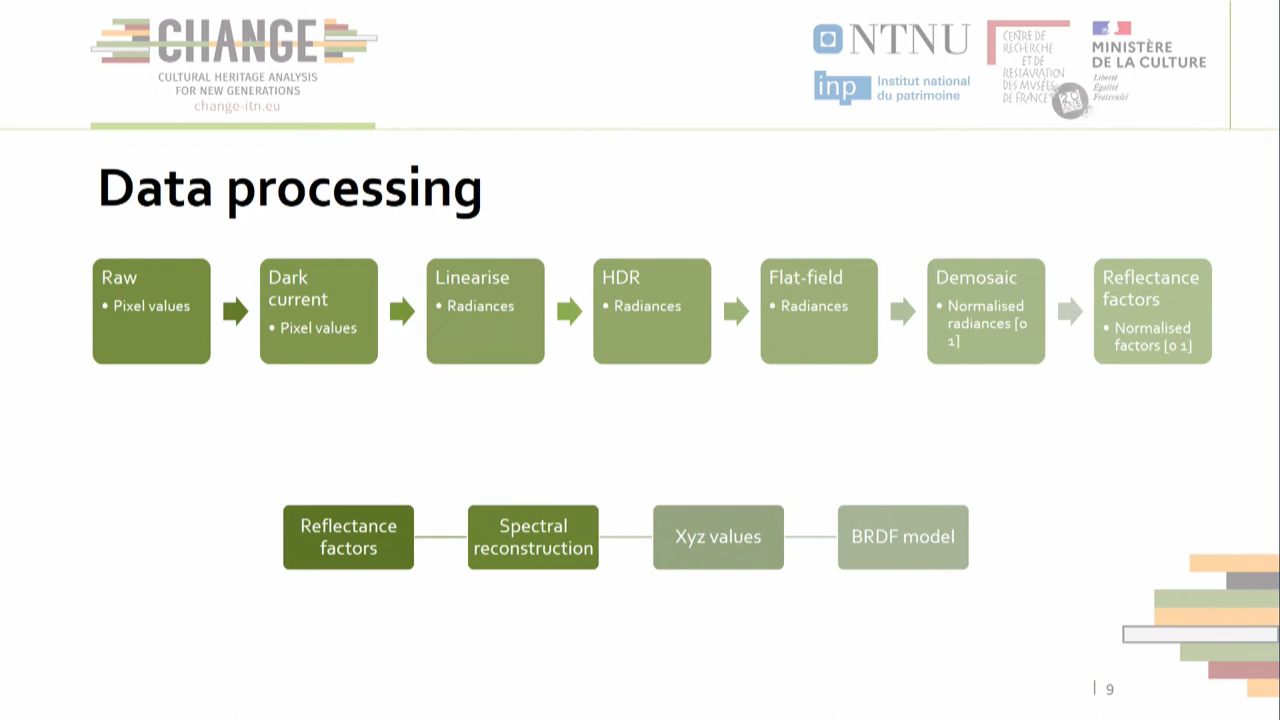 CHANGE
CULTURAL HERITAGE ANALYSIS
FOR NEW GENERATIONS
change-itn.eu
NTNU
inp Institut national
du patrimoine
CENTRE DE
RECHERCHE
ET DE
RESTAURATION
DES MUSÉES
DE FRANCE
20 ANS
MINISTÈRE
DE LA CULTURE
Liberté
Égalité
Fraternité
Data processing
Raw
• Pixel values
Dark
current
• Pixel values
Linearise
• Radiances
HDR
• Radiances
Flat-field
• Radiances
Demosaic
• Normalised
radiances [0
1]
Reflectance
factors
• Normalised
factors [0 1]
Reflectance
factors
Spectral
reconstruction
Xyz values
BRDF model
| 9